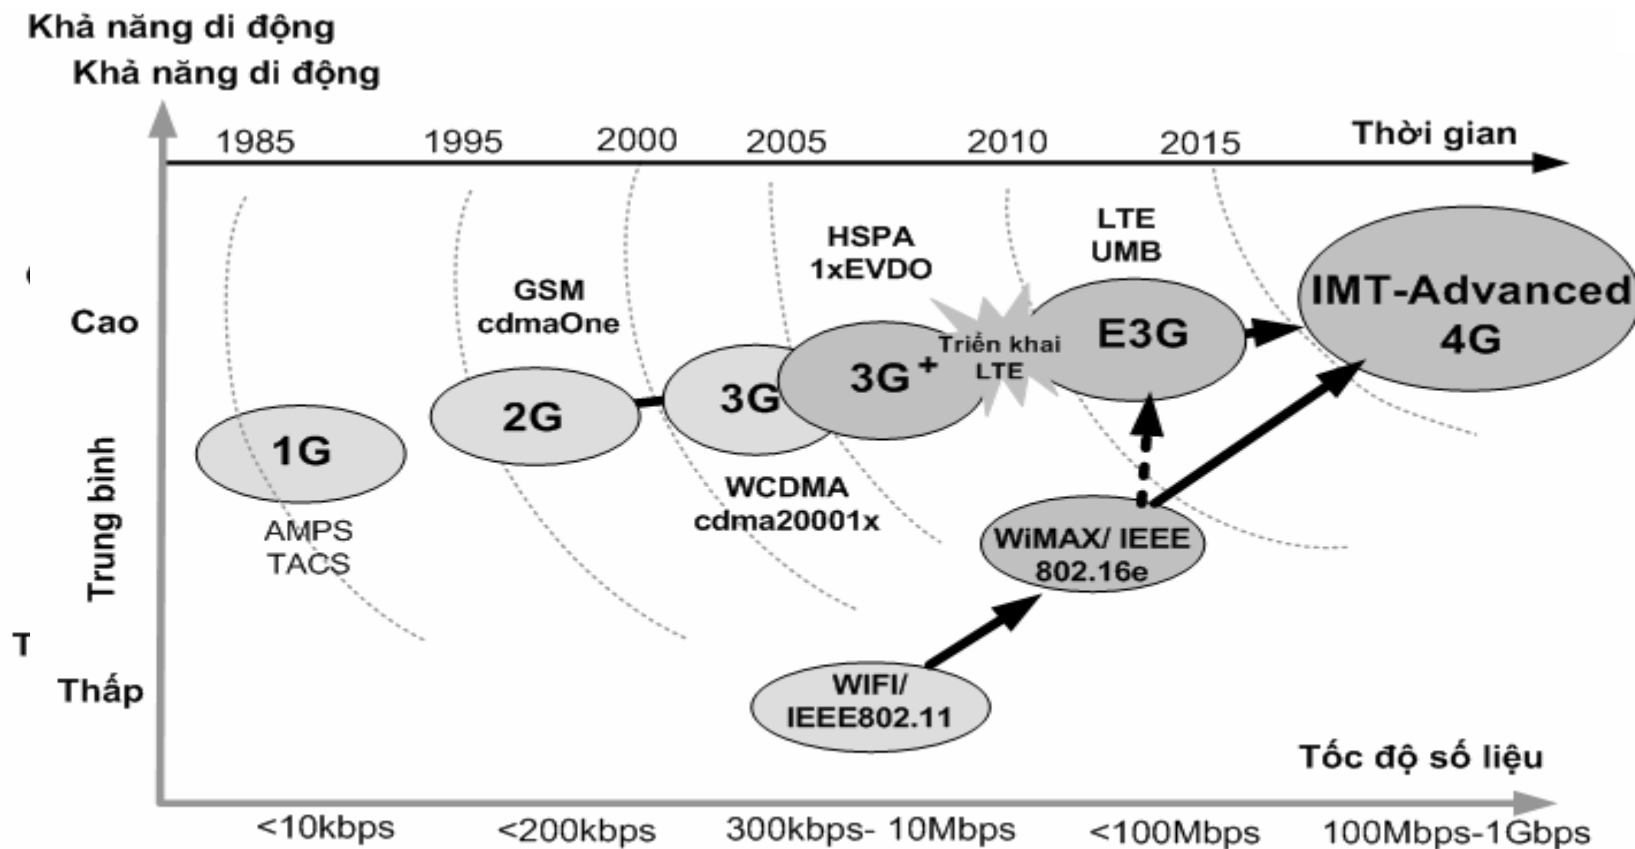 Khả năng di động
Khả năng di động
1985
1995
2000
2005
2010
2015
Thời gian
HSPA
1xEVDO
LTE
UMB
GSM
cdmaOne
Cao
IMT-Advanced
4G
E3G
Triển khai
LTE
3G+
3G
2G
1G
Trung bình
AMPS
TACS
WCDMA
cdma20001x
WiMAX/ IEEE
802.16e
T
Thấp
WIFI/
IEEE802.11
Tốc độ số liệu
<10kbps
<200kbps
300kbps- 10Mbps
<100Mbps
100Mbps-1Gbps